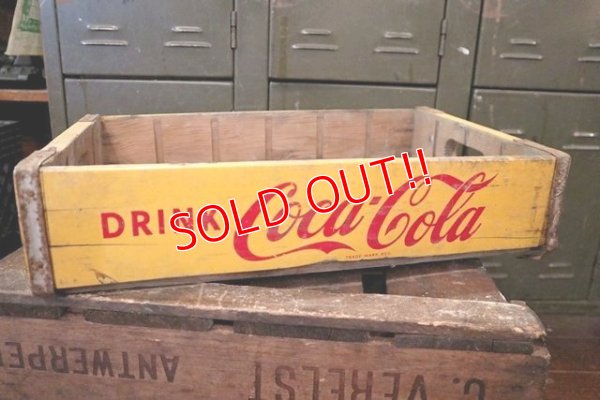 SOLD OUT!!
DRINK Coca-Cola
TRADE MARK REG
ANTWERPE
C. VERELST